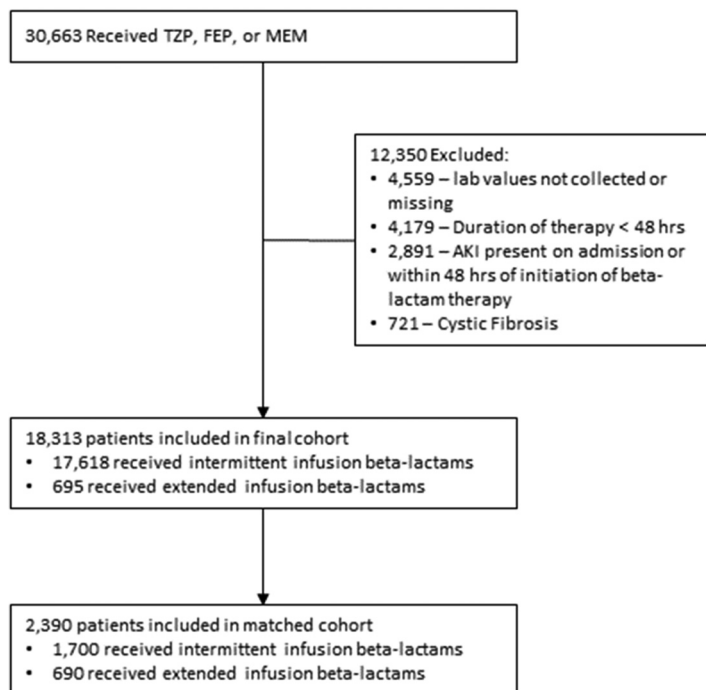 30,663 Received TZP, FEP, or MEM
12,350 Excluded:
• 4,559 – lab values not collected or
missing
• 4,179 – Duration of therapy < 48 hrs
• 2,891 – AKI present on admission or
within 48 hrs of initiation of beta-
lactam therapy
• 721 – Cystic Fibrosis
18,313 patients included in final cohort
• 17,618 received intermittent infusion beta-lactams
• 695 received extended infusion beta-lactams
2,390 patients included in matched cohort
• 1,700 received intermittent infusion beta-lactams
• 690 received extended infusion beta-lactams